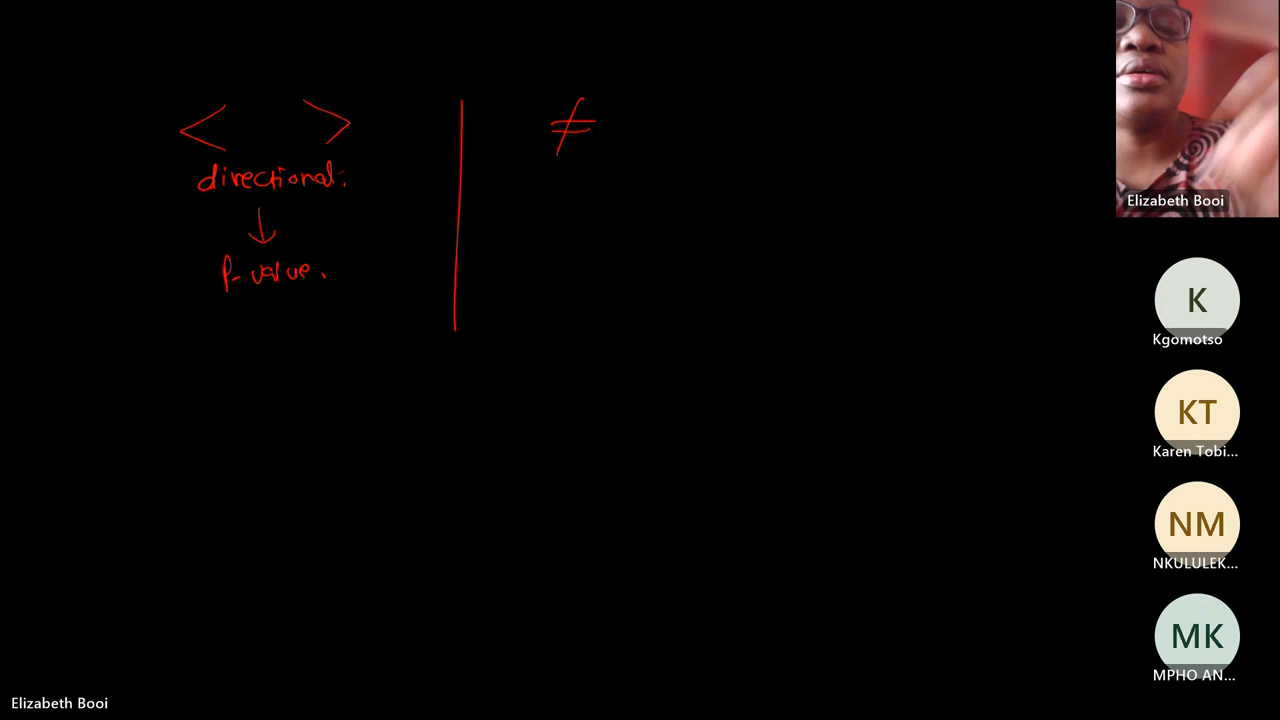 < > ≠
directional:
↓
p-value.
Elizabeth Booi
K
Kgomotso
KT
Karen Tobi...
NM
NKULULEK...
MK
MPHO AN...
Elizabeth Booi